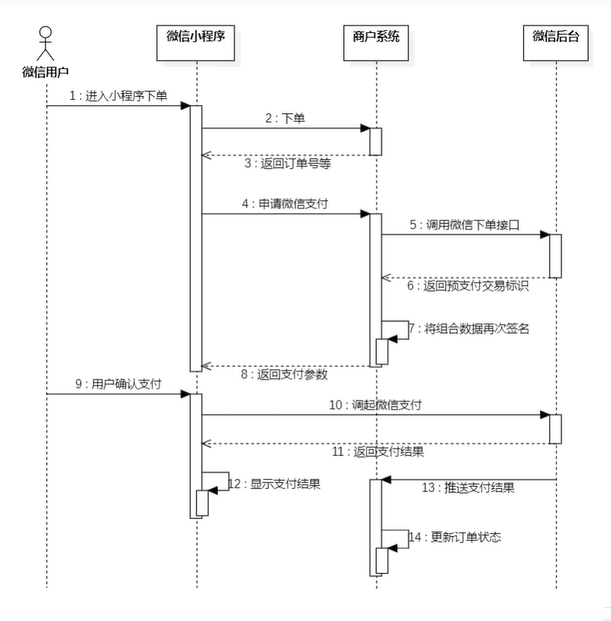 微信小程序
商户系统
微信后台
微信用户
1 : 进入小程序下单
2 : 下单
3 : 返回订单号等
4 : 申请微信支付
5 : 调用微信下单接口
6 : 返回预支付交易标识
7 : 将组合数据再次签名
8 : 返回支付参数
9 : 用户确认支付
10 : 调起微信支付
11 : 返回支付结果
12 : 显示支付结果
13 : 推送支付结果
14 : 更新订单状态